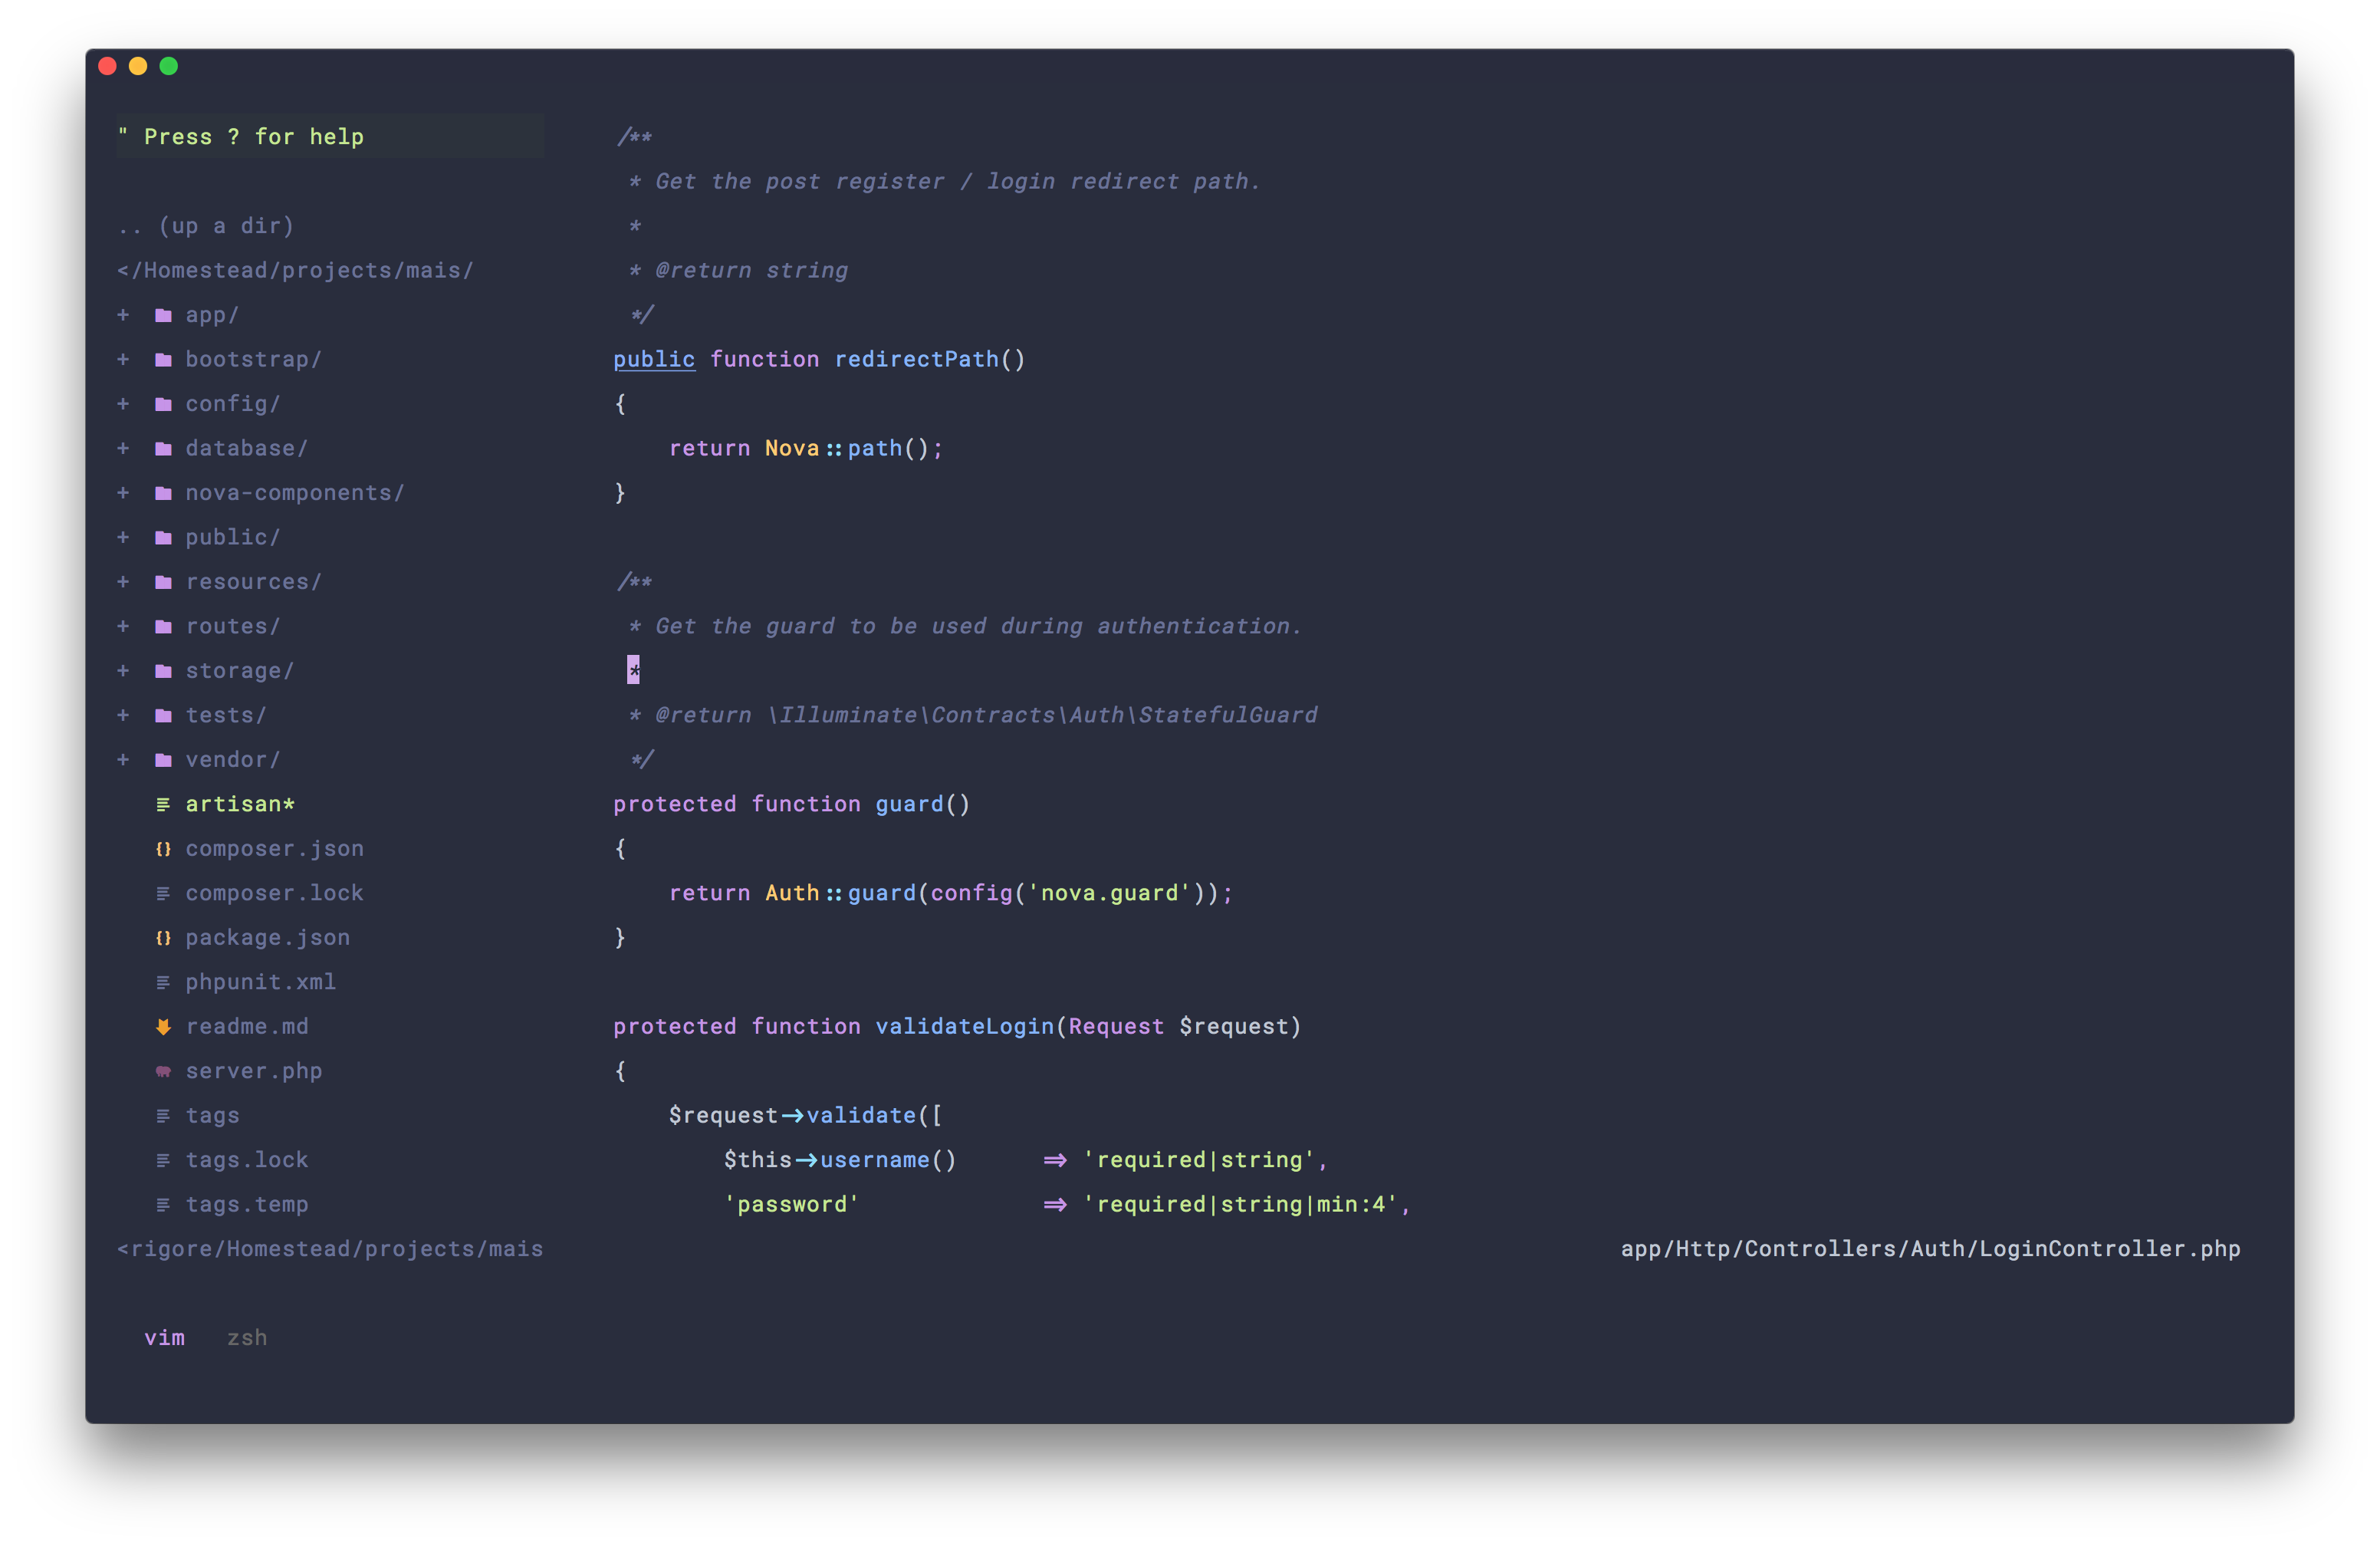 " Press ? for help
.. (up a dir)
</Homestead/projects/mais/
+ app/
+ bootstrap/
+ config/
+ database/
+ nova-components/
+ public/
+ resources/
+ routes/
+ storage/
+ tests/
+ vendor/
artisan*
{} composer.json
composer.lock
{} package.json
phpunit.xml
readme.md
server.php
tags
tags.lock
tags.temp
<rigore/Homestead/projects/mais
/**
 * Get the post register / login redirect path.
 *
 * @return string
 */
public function redirectPath()
{
    return Nova::path();
}
/**
 * Get the guard to be used during authentication.
 *
 * @return \Illuminate\Contracts\Auth\StatefulGuard
 */
protected function guard()
{
    return Auth::guard(config('nova.guard'));
}
protected function validateLogin(Request $request)
{
    $request->validate([
        $this->username()      => 'required|string',
        'password'             => 'required|string|min:4',
app/Http/Controllers/Auth/LoginController.php
vim zsh